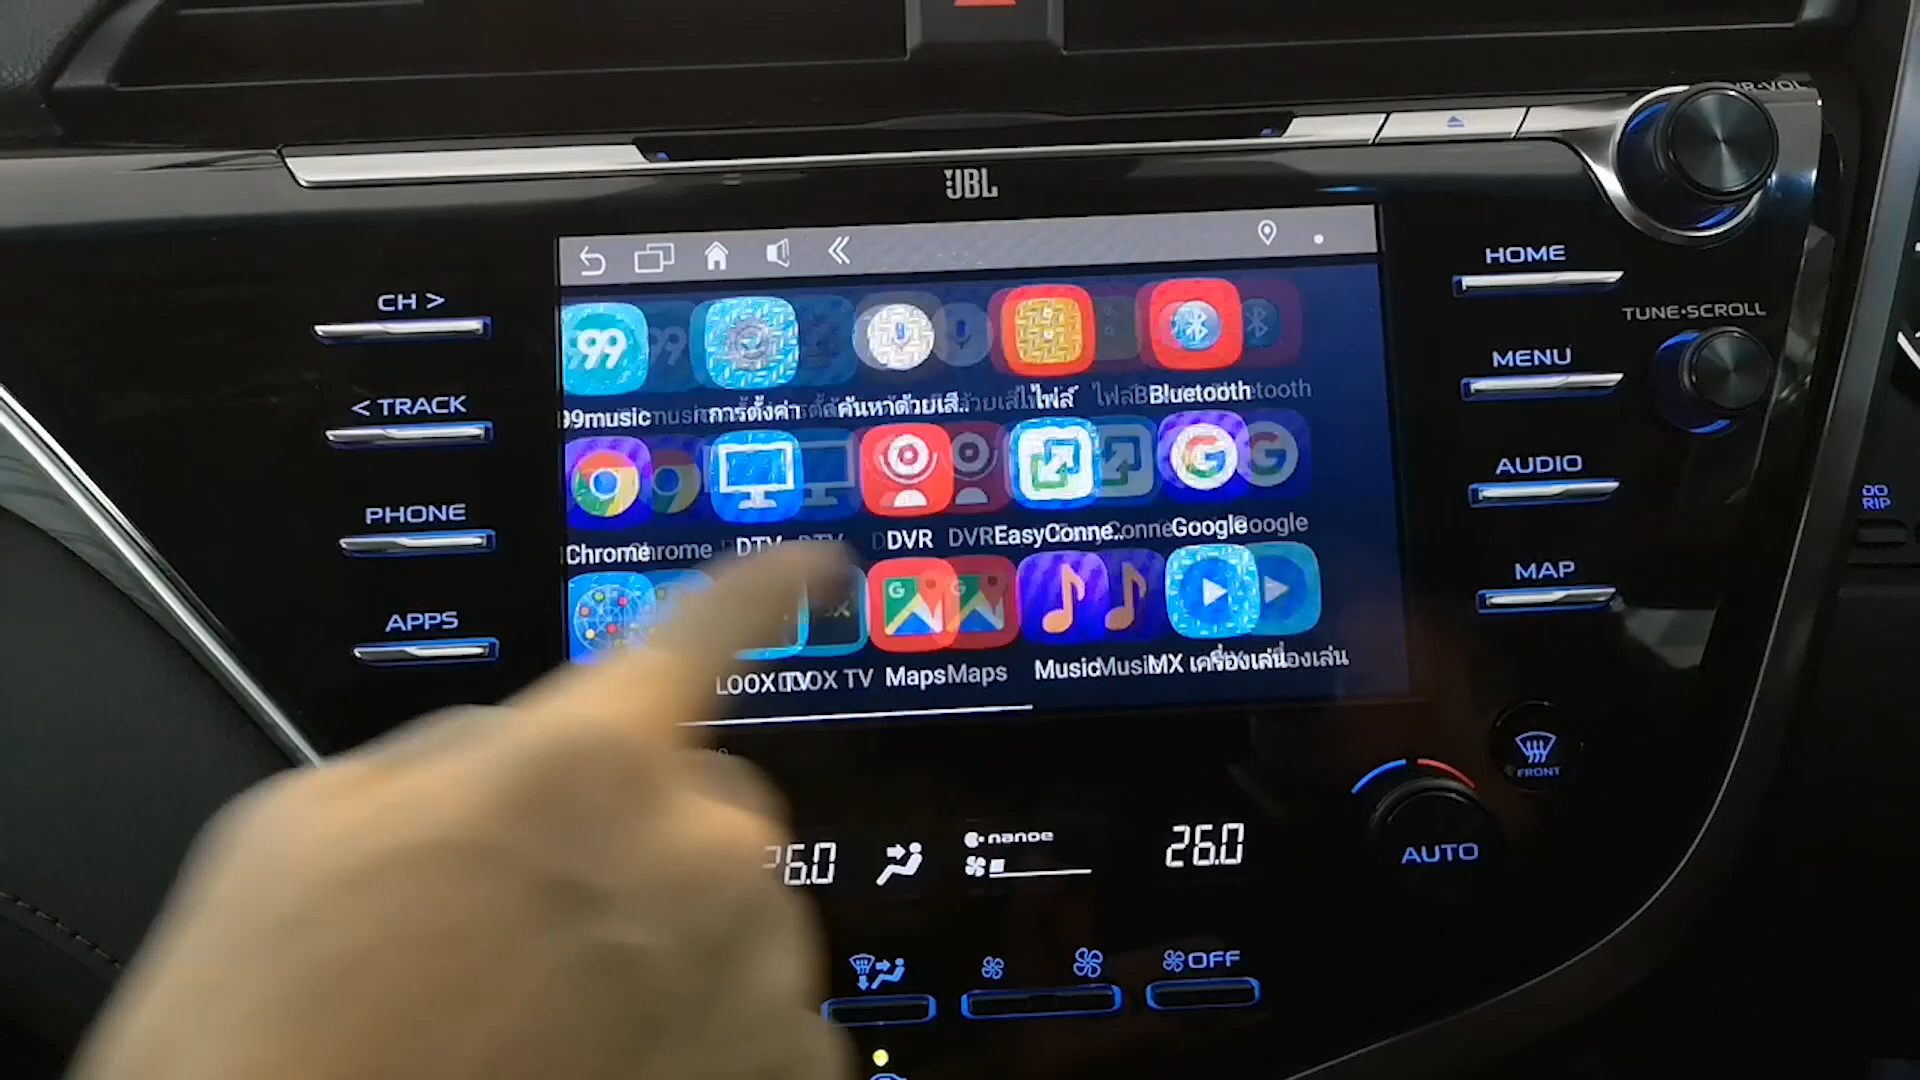 JBL
CH >
< TRACK
PHONE
APPS
HOME
TUNE•SCROLL
MENU
AUDIO
MAP
99
99music
การตั้งค่า
ค้นหาด้วยเสี..
ไฟล์
Bluetooth
Chrome
DTV
DVR
EasyConne..
Google
LOOX TV
Maps
Music
MX เครื่องเล่น
26.0
nanoe
26.0
FRONT
AUTO
OFF